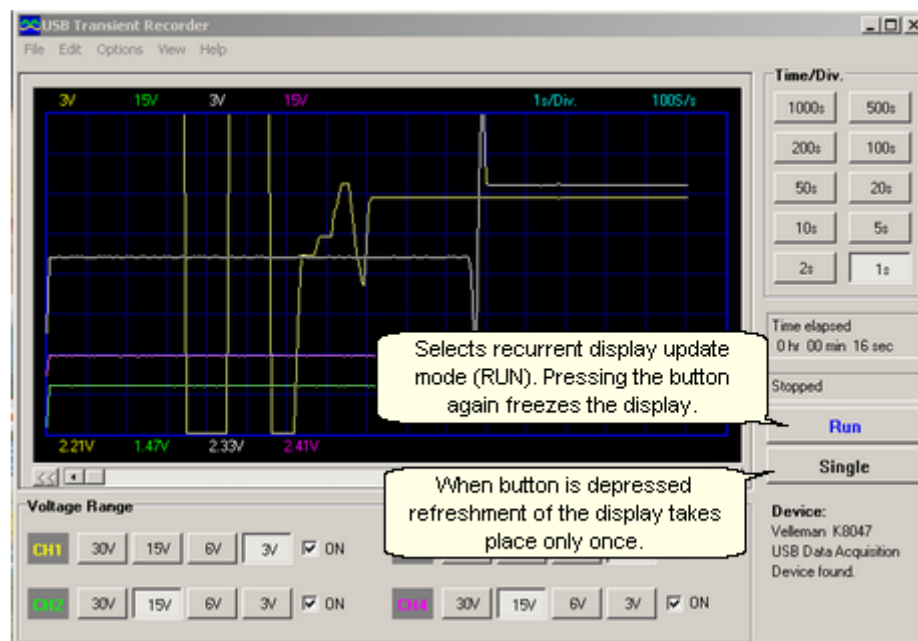 USB Transient Recorder
File Edit Options View Help
3V 15V 3V 15V 1s/Div. 100S/s
2.21V 1.47V 2.33V 2.41V
<<
Time/Div.
1000s 500s
200s 100s
50s 20s
10s 5s
2s 1s
Time elapsed
0 hr 00 min 16 sec
Stopped
Run
Single
Selects recurrent display update
mode (RUN). Pressing the button
again freezes the display.
When button is depressed
refreshment of the display takes
place only once.
Device:
Velleman K8047
USB Data Acquisition
Device found.
Voltage Range
CH1 30V 15V 6V 3V ON
CH2 30V 15V 6V 3V ON
CH4 30V 15V 6V 3V ON